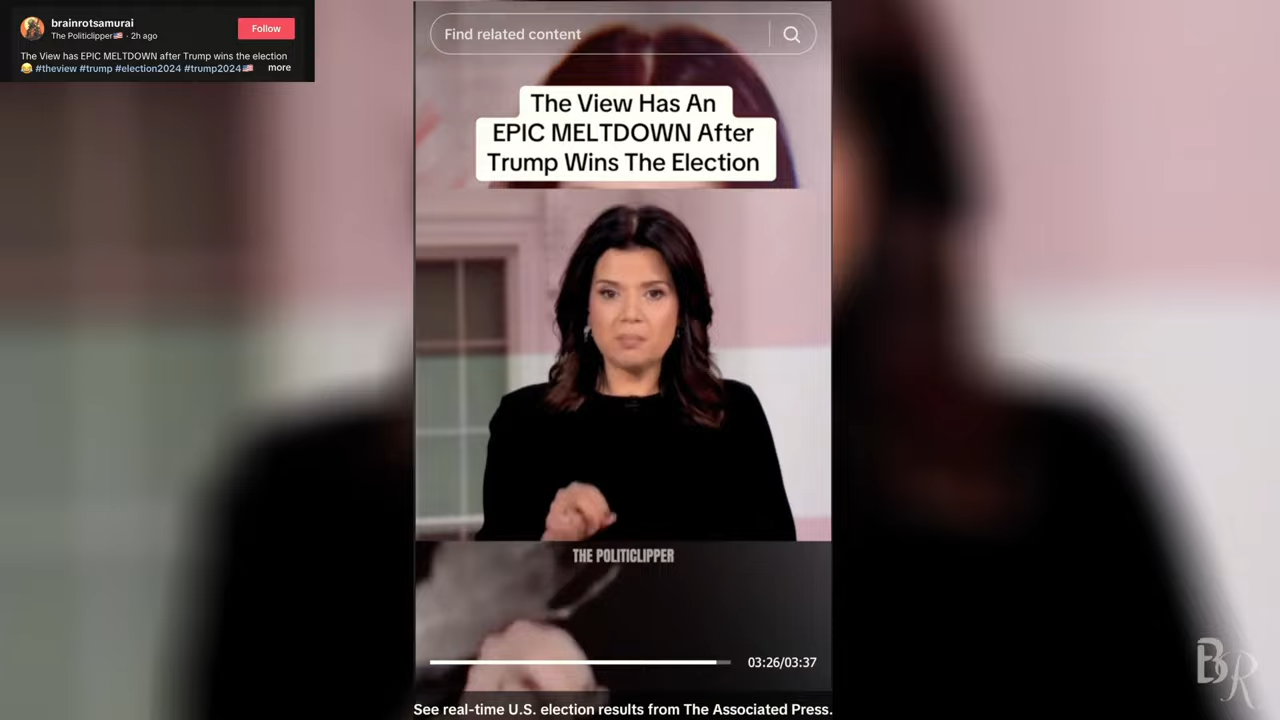 brainrotsamurai
The Politiclipper🇺🇸 · 2h ago
Follow
The View has EPIC MELTDOWN after Trump wins the election
😂 #theview #trump #election2024 #trump2024🇺🇸 more
Find related content
The View Has An
EPIC MELTDOWN After
Trump Wins The Election
THE POLITICLIPPER
03:26/03:37
See real-time U.S. election results from The Associated Press.
BR